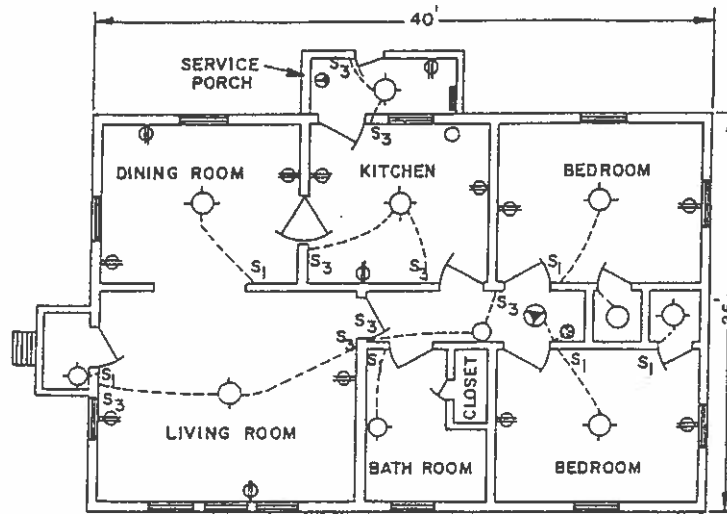 40'
SERVICE
PORCH
S3
S3
DINING ROOM
KITCHEN
BEDROOM
S1
S3
S3
S1
S3
S3
S3
S1
S1
S1
S1
S3
CLOSET
LIVING ROOM
BATH ROOM
BEDROOM